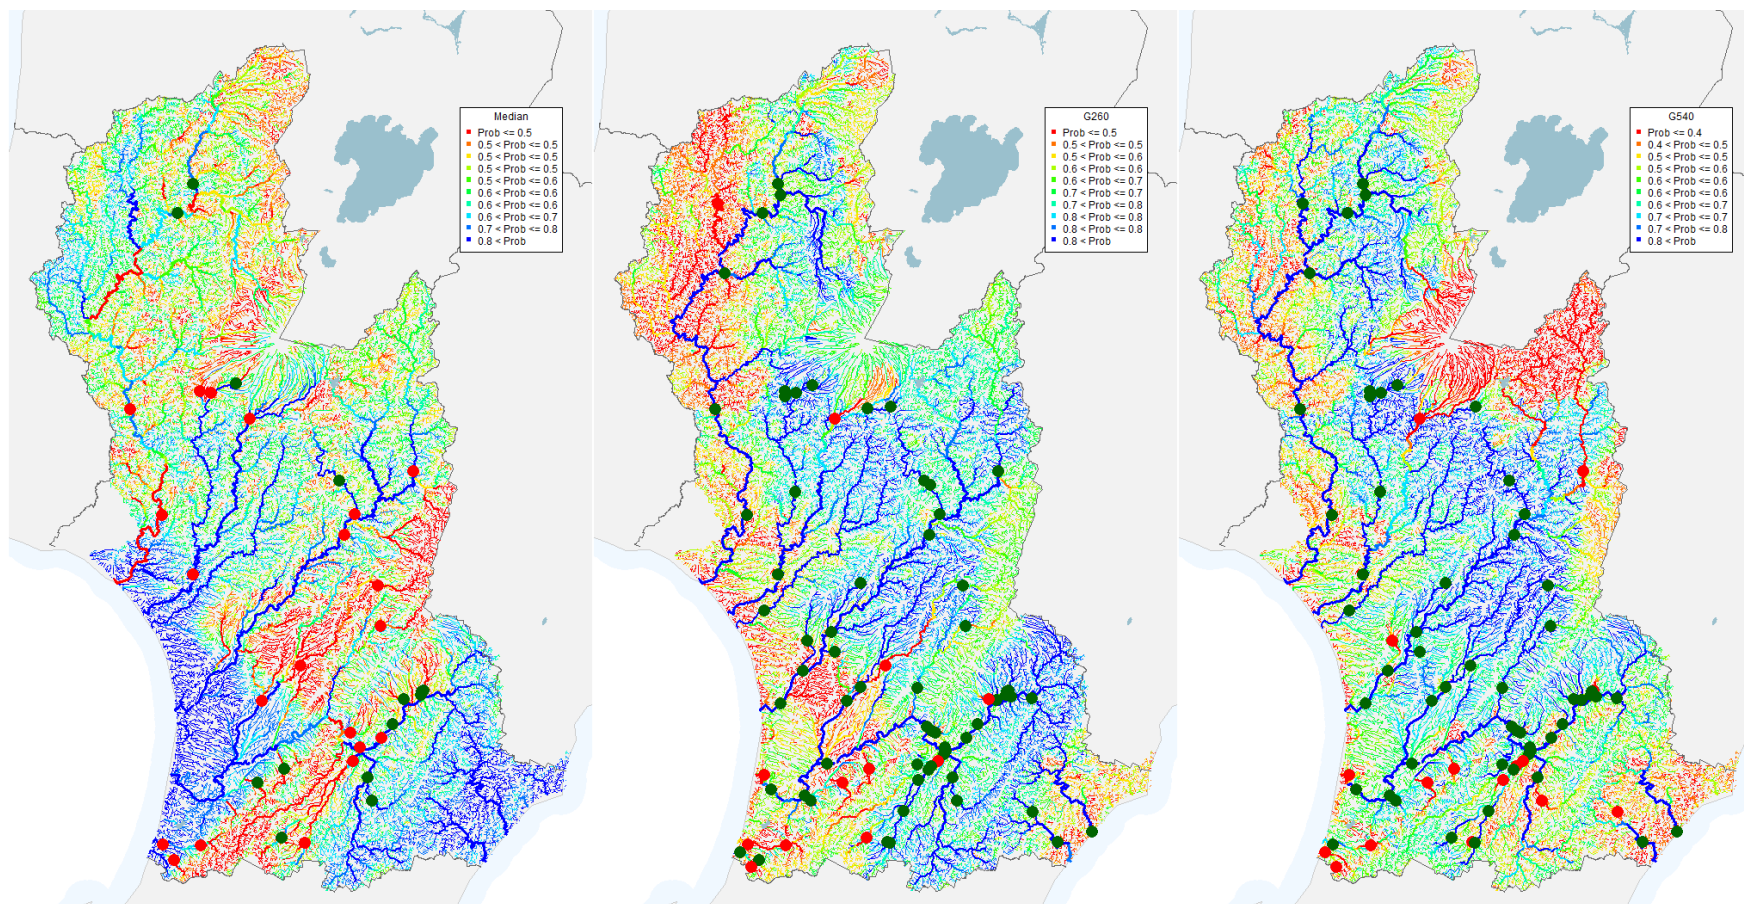 Median
Prob <= 0.5
0.5 < Prob <= 0.5
0.5 < Prob <= 0.5
0.5 < Prob <= 0.5
0.5 < Prob <= 0.6
0.6 < Prob <= 0.6
0.6 < Prob <= 0.6
0.6 < Prob <= 0.7
0.7 < Prob <= 0.8
0.8 < Prob
G260
Prob <= 0.5
0.5 < Prob <= 0.5
0.5 < Prob <= 0.6
0.6 < Prob <= 0.6
0.6 < Prob <= 0.7
0.7 < Prob <= 0.7
0.7 < Prob <= 0.8
0.8 < Prob <= 0.8
0.8 < Prob <= 0.8
0.8 < Prob
G540
Prob <= 0.4
0.4 < Prob <= 0.5
0.5 < Prob <= 0.5
0.5 < Prob <= 0.6
0.6 < Prob <= 0.6
0.6 < Prob <= 0.6
0.6 < Prob <= 0.7
0.7 < Prob <= 0.7
0.7 < Prob <= 0.8
0.8 < Prob